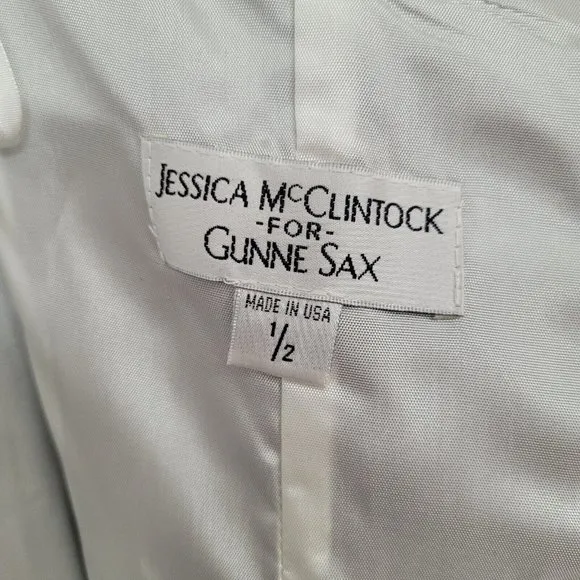 JESSICA McCLINTOCK
-FOR-
GUNNE SAX
MADE IN USA
1/2